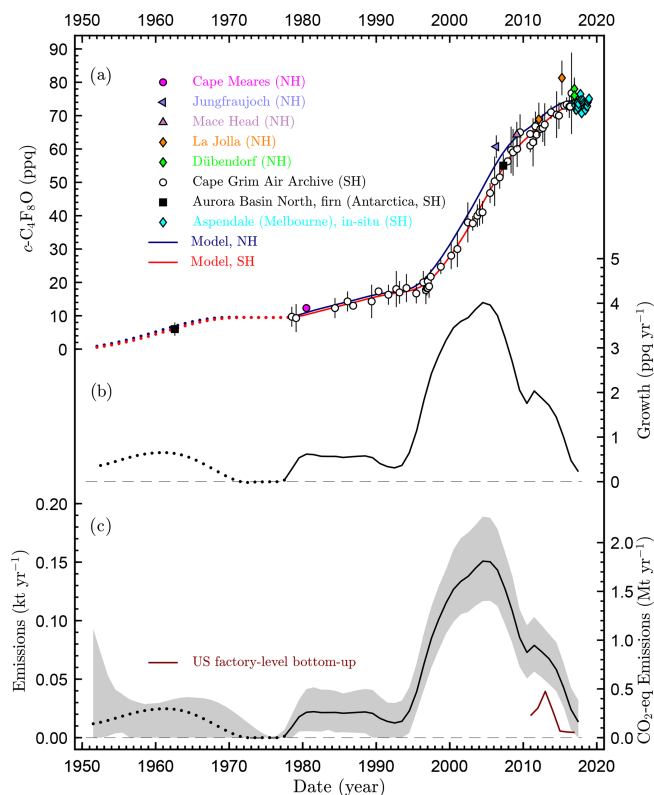 1950 1960 1970 1980 1990 2000 2010 2020
(a)
90
80
70
60
50
40
30
20
10
0
c-C₄F₈O (ppq)
Cape Meares (NH)
Jungfraujoch (NH)
Mace Head (NH)
La Jolla (NH)
Dübendorf (NH)
Cape Grim Air Archive (SH)
Aurora Basin North, firn (Antarctica, SH)
Aspendale (Melbourne), in-situ (SH)
Model, NH
Model, SH
(b)
5
4
3
2
1
0
Growth (ppq yr⁻¹)
(c)
0.20
0.15
0.10
0.05
0.00
Emissions (kt yr⁻¹)
US factory-level bottom-up
2.0
1.5
1.0
0.5
0.0
CO₂-eq Emissions (Mt yr⁻¹)
1950 1960 1970 1980 1990 2000 2010 2020
Date (year)